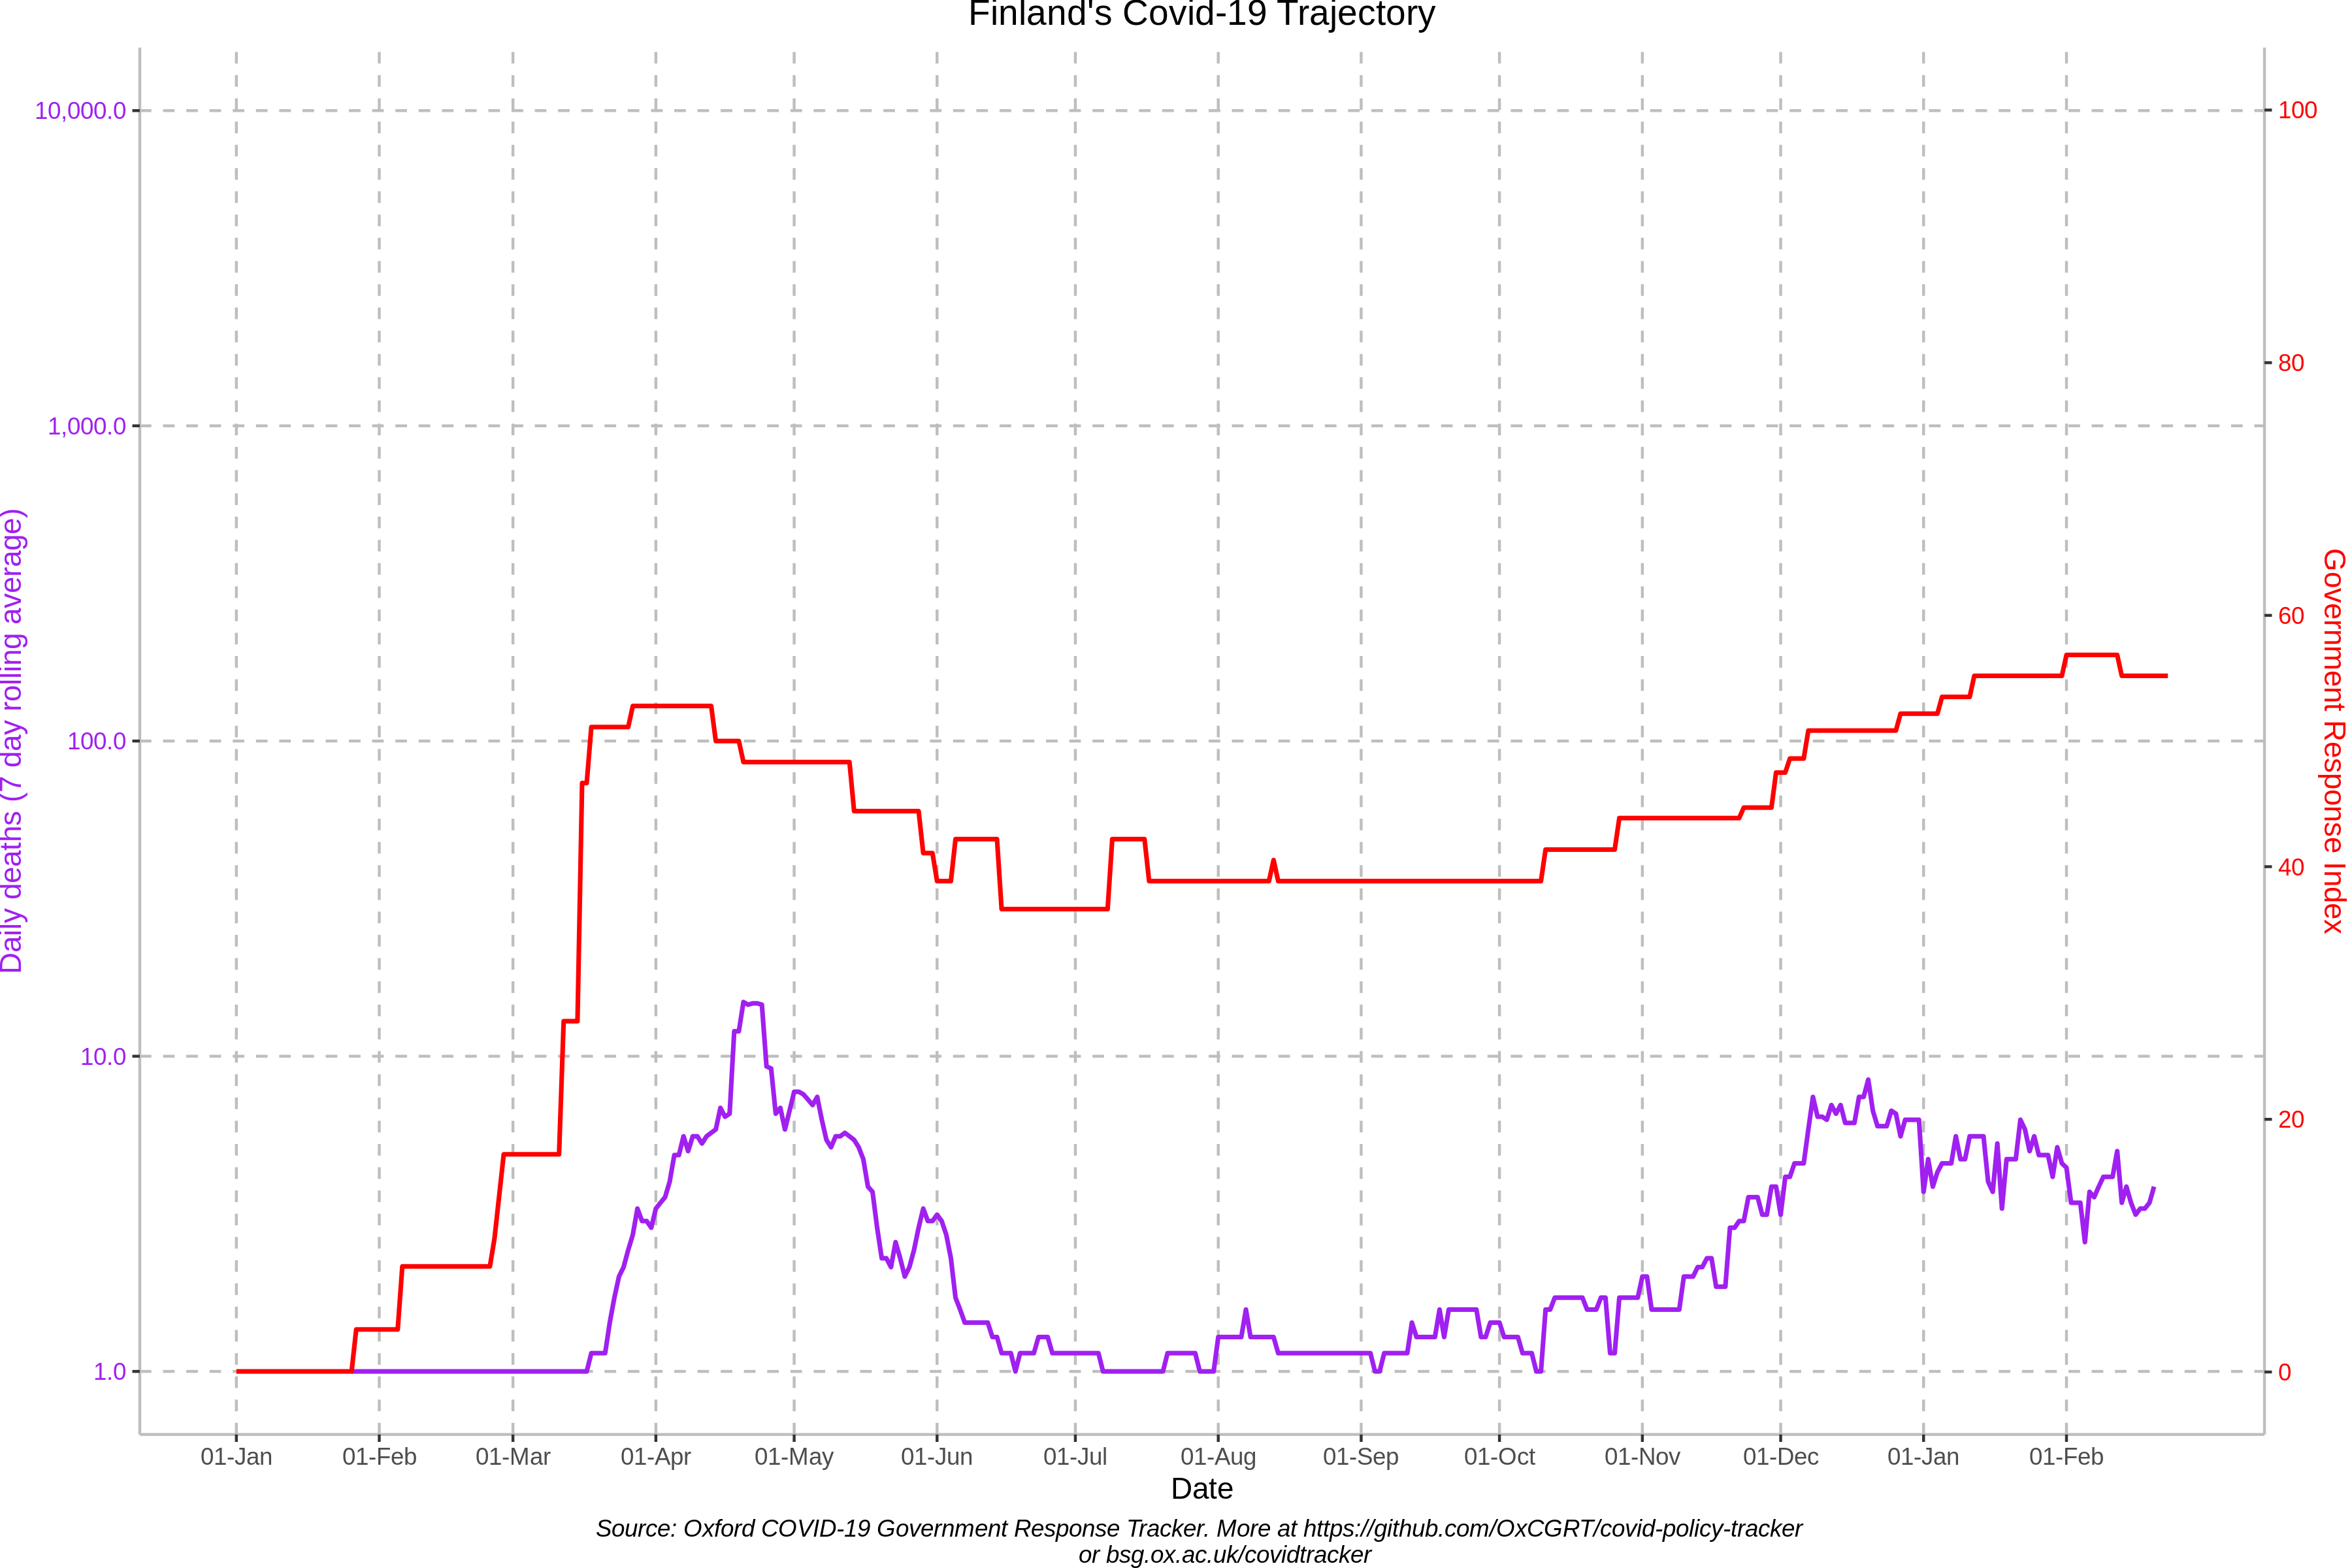 Finland's Covid-19 Trajectory
10,000.0
1,000.0
100.0
10.0
1.0
Daily deaths (7 day rolling average)
100
80
60
40
20
0
Government Response Index
01-Jan
01-Feb
01-Mar
01-Apr
01-May
01-Jun
01-Jul
01-Aug
01-Sep
01-Oct
01-Nov
01-Dec
01-Jan
01-Feb
Date
Source: Oxford COVID-19 Government Response Tracker. More at https://github.com/OxCGRT/covid-policy-tracker
or bsg.ox.ac.uk/covidtracker